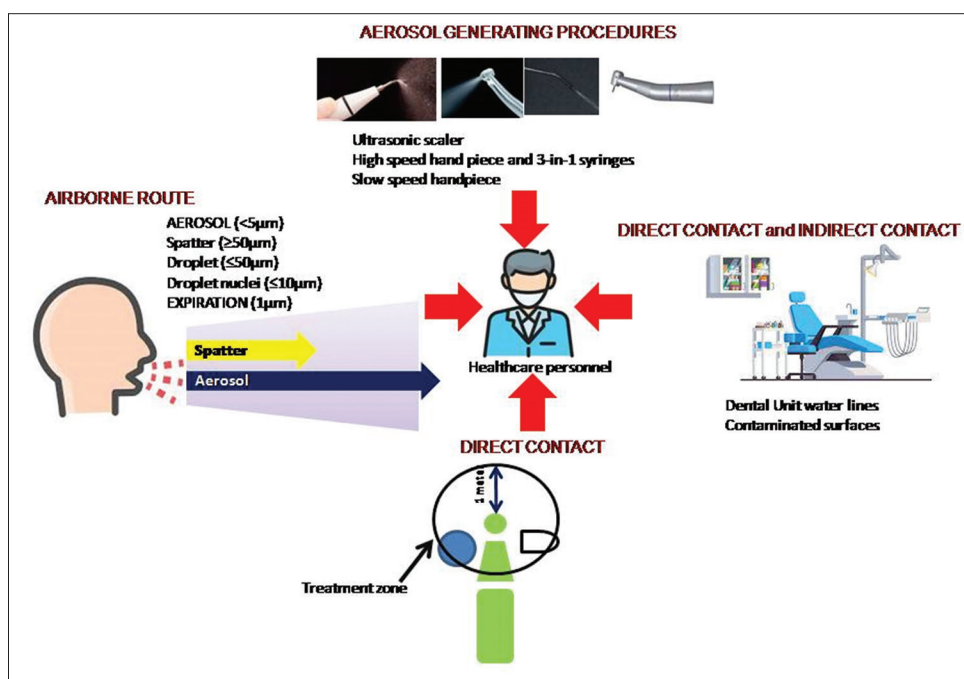 AEROSOL GENERATING PROCEDURES
Ultrasonic scaler
High speed hand piece and 3-in-1 syringes
Slow speed handpiece
AIRBORNE ROUTE
AEROSOL (<5µm)
Spatter (≥50µm)
Droplet (≤50µm)
Droplet nuclei (≤10µm)
EXPIRATION (1µm)
Spatter
Aerosol
Healthcare personnel
DIRECT CONTACT and INDIRECT CONTACT
Dental Unit water lines
Contaminated surfaces
DIRECT CONTACT
Treatment zone